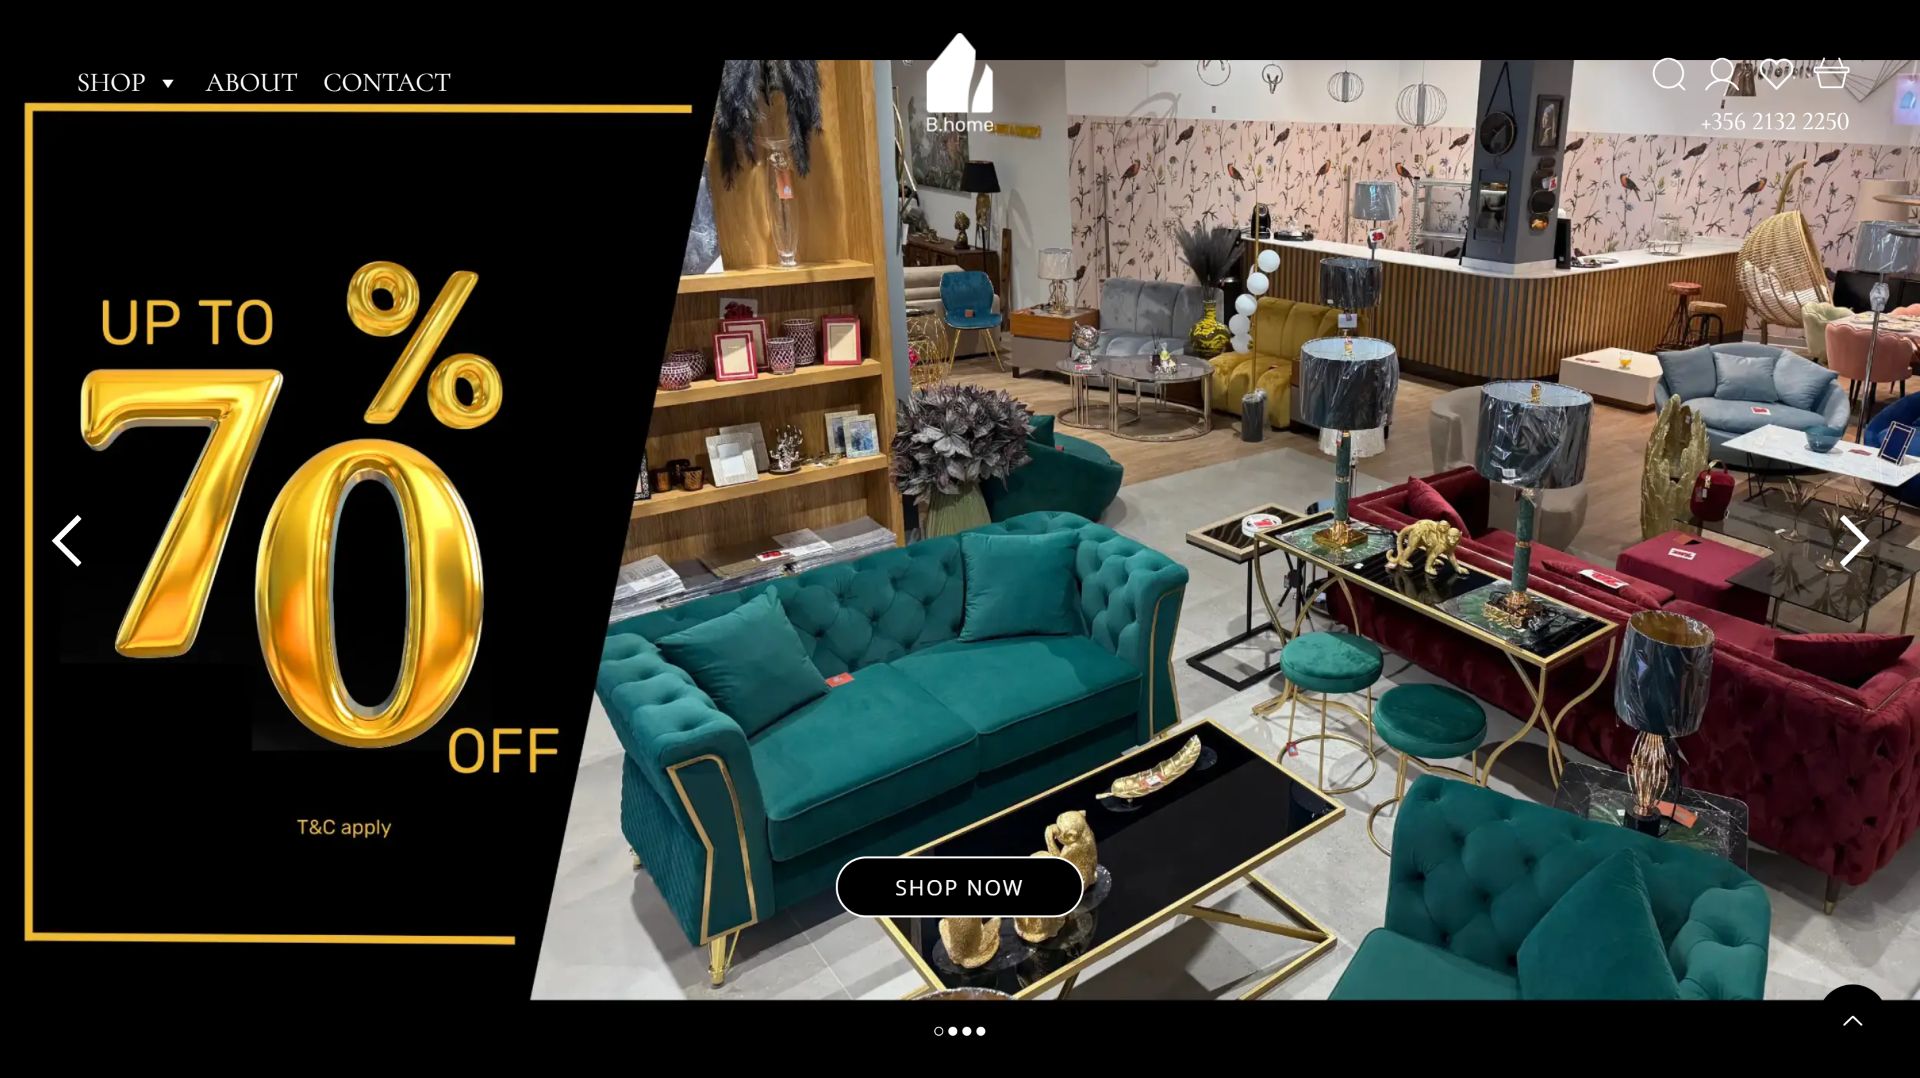 SHOP ABOUT CONTACT
B.home
+356 2132 2250
UP TO
%
70
OFF
T&C apply
SHOP NOW